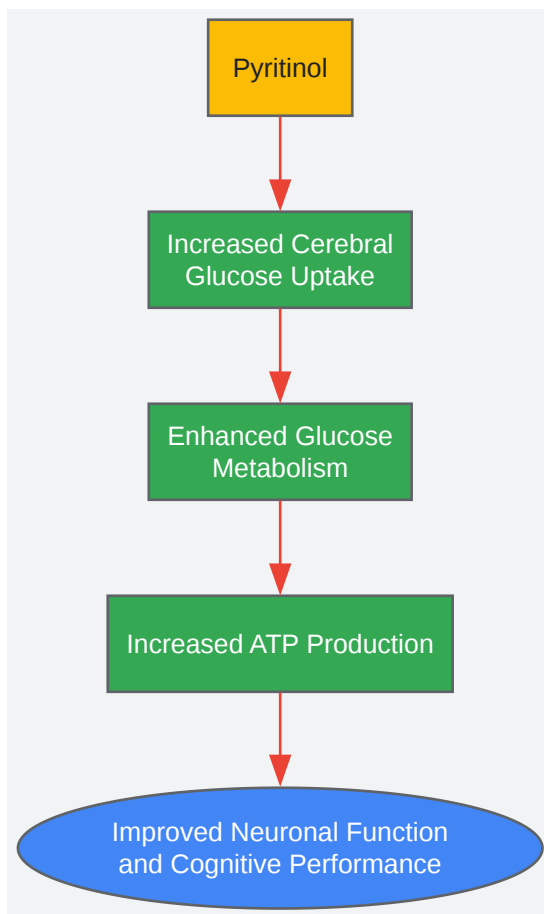 Pyritinol
Increased Cerebral
Glucose Uptake
Enhanced Glucose
Metabolism
Increased ATP Production
Improved Neuronal Function
and Cognitive Performance